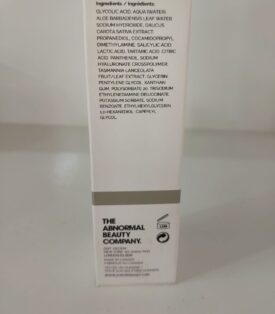 Ingredients / Ingrédients:
GLYCOLIC ACID, AQUA (WATER)
ALOE BARBADENSIS LEAF WATER
SODIUM HYDROXIDE, DAUCUS
CAROTA SATIVA EXTRACT
PROPANEDIOL, COCAMIDOPROPYL
DIMETHYLAMINE, SALICYLIC ACID
LACTIC ACID, TARTARIC ACID CITRIC
ACID, PANTHENOL, SODIUM
HYALURONATE CROSSPOLYMER
TASMANNIA LANCEOLATA
FRUIT/LEAF EXTRACT, GLYCERIN
PENTYLENE GLYCOL, XANTHAN
GUM, POLYSORBATE 20, TRISODIUM
POTASSIUM SORBATE, SODIUM
BENZOATE, ETHYLHEXYLGLYCERIN
1,2-HEXANEDIOL, CAPRYLYL
GLYCOL
THE
ABNORMAL
BEAUTY
COMPANY.
12M